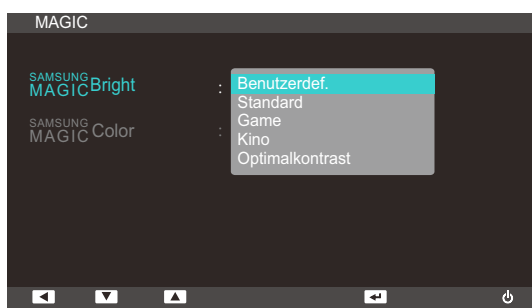 MAGIC
SAMSUNG
MAGIC Bright :
Benutzerdef.
Standard
Game
Kino
Optimalkontrast
SAMSUNG
MAGIC Color :